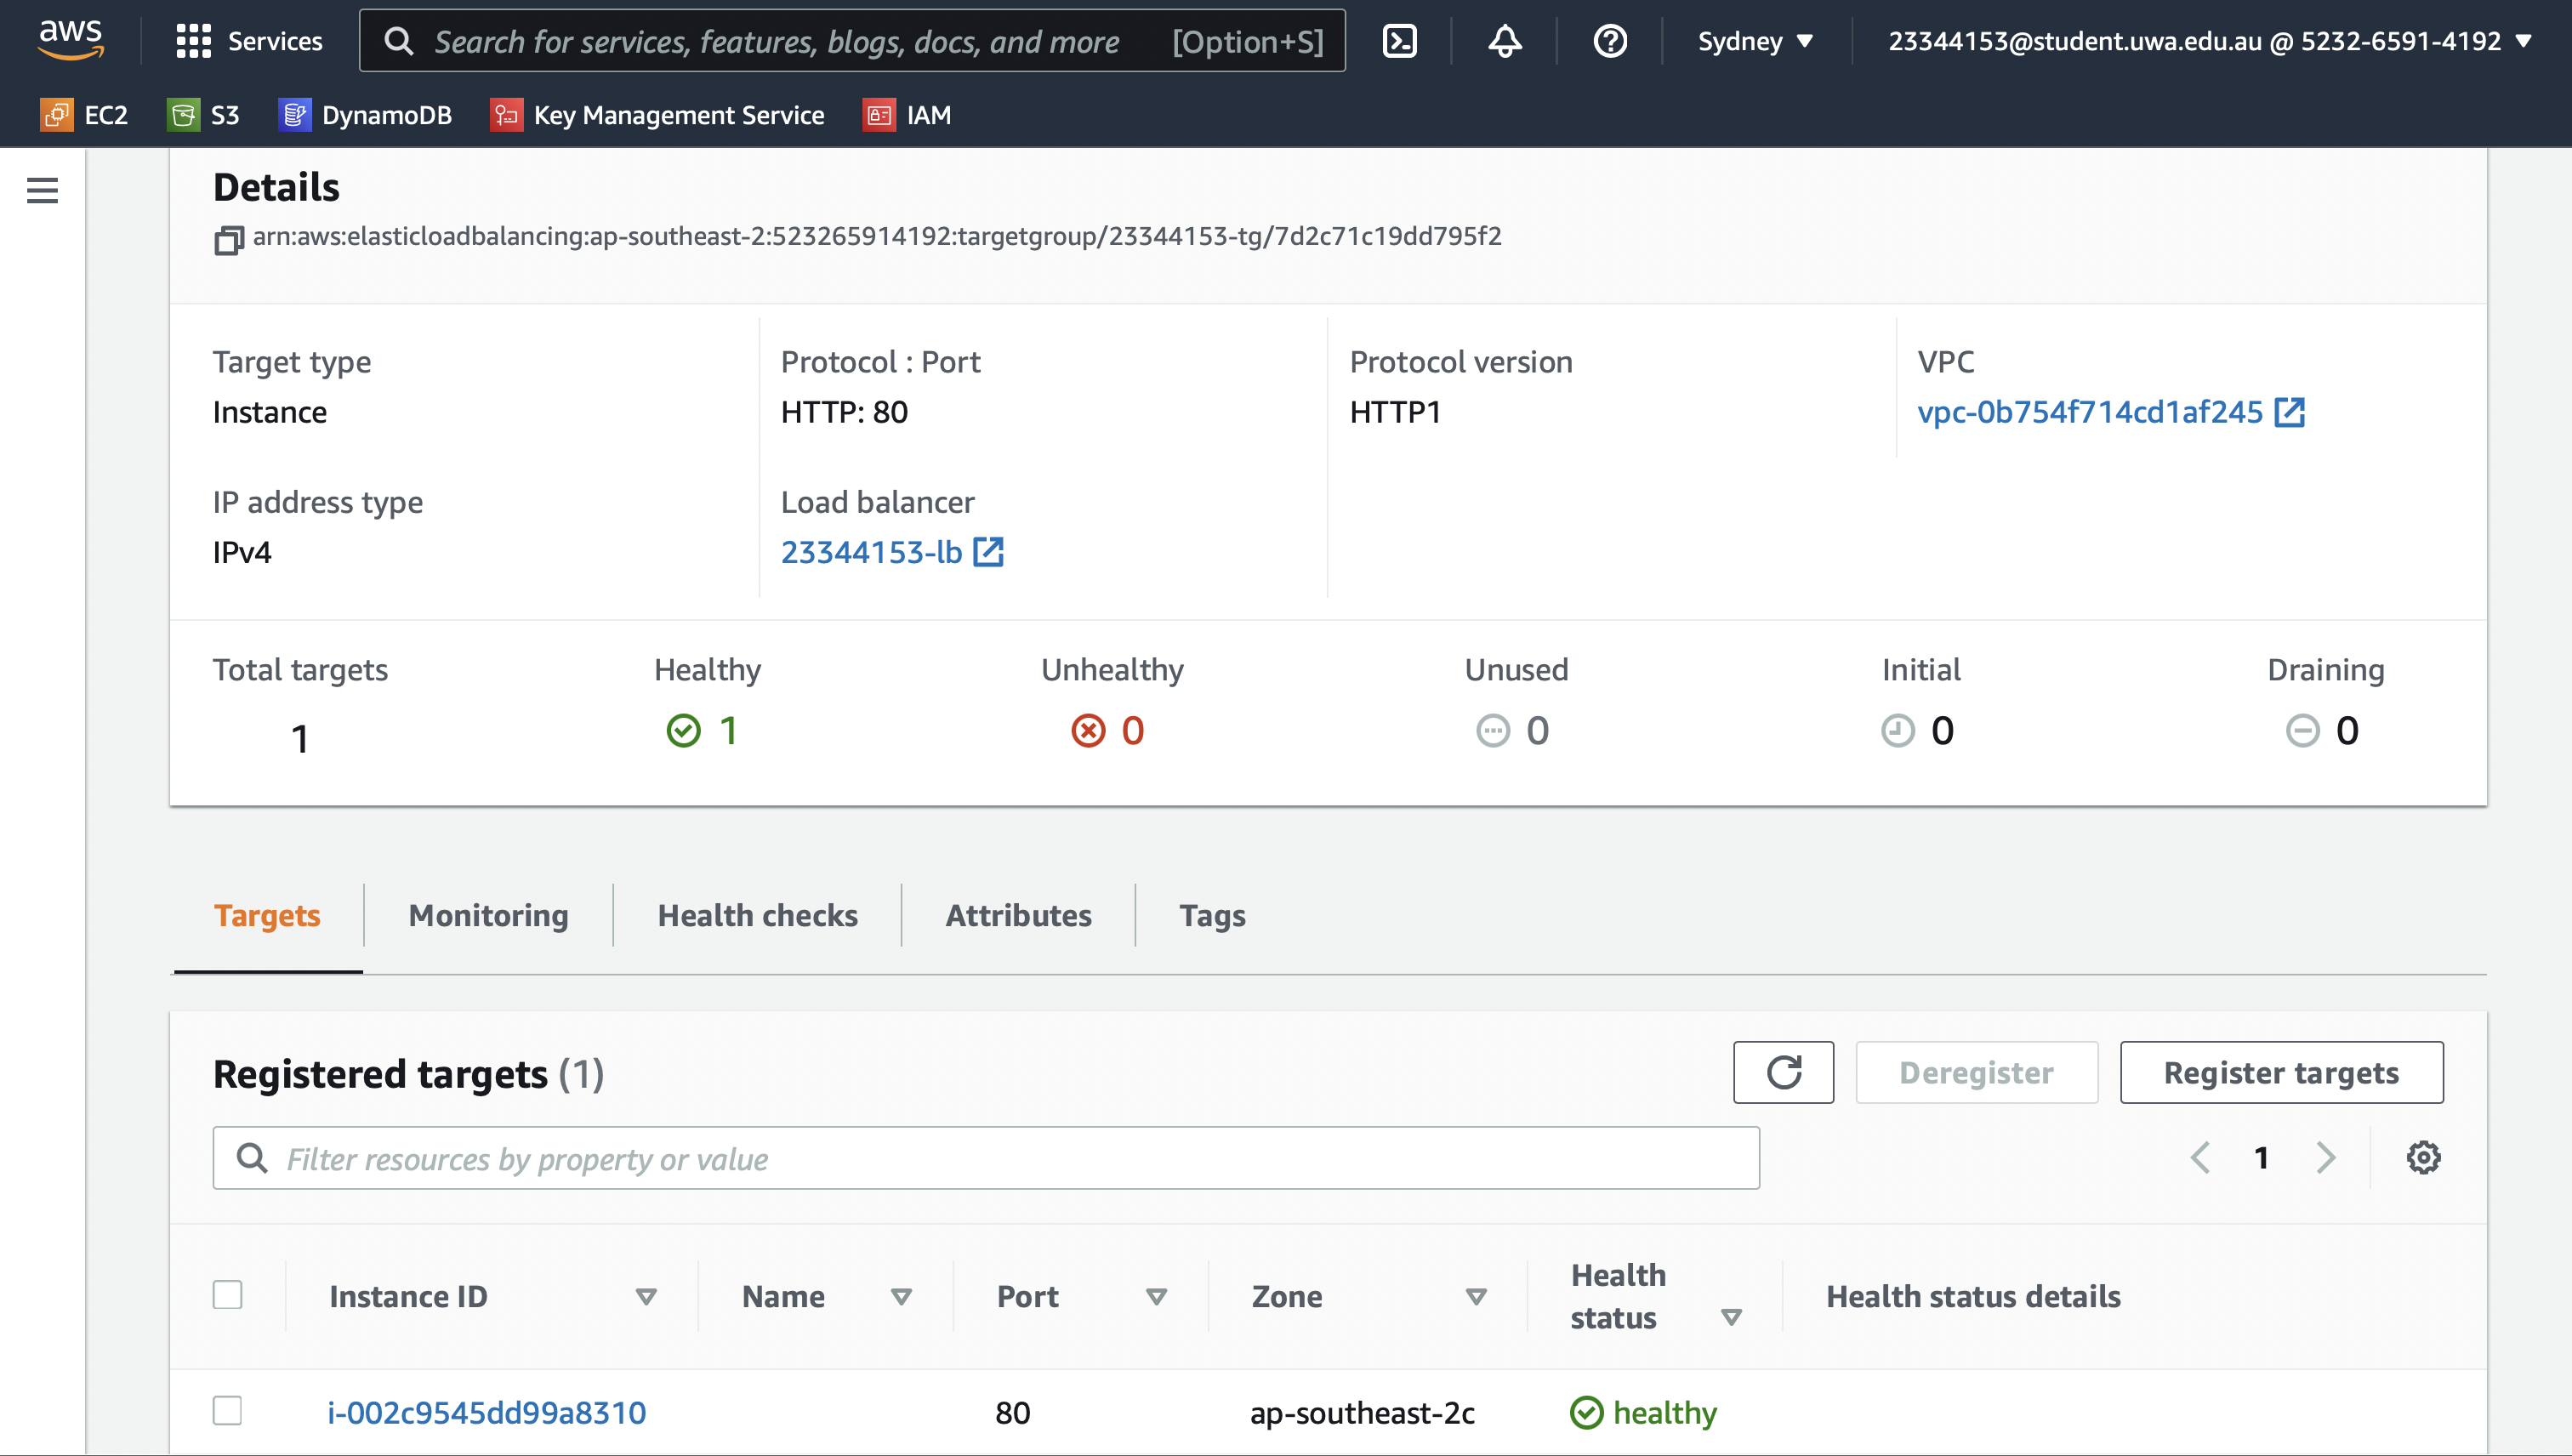 aws
Services
Search for services, features, blogs, docs, and more [Option+S]
Sydney ▼
23344153@student.uwa.edu.au @ 5232-6591-4192 ▼
EC2
S3
DynamoDB
Key Management Service
IAM
Details
arn:aws:elasticloadbalancing:ap-southeast-2:523265914192:targetgroup/23344153-tg/7d2c71c19dd795f2
Target type
Instance
Protocol : Port
HTTP: 80
Protocol version
HTTP1
VPC
vpc-0b754f714cd1af245
IP address type
IPv4
Load balancer
23344153-lb
Total targets
1
Healthy
1
Unhealthy
0
Unused
0
Initial
0
Draining
0
Targets
Monitoring
Health checks
Attributes
Tags
Registered targets (1)
Deregister
Register targets
Filter resources by property or value
1
Instance ID
Name
Port
Zone
Health
status
Health status details
i-002c9545dd99a8310
80
ap-southeast-2c
healthy